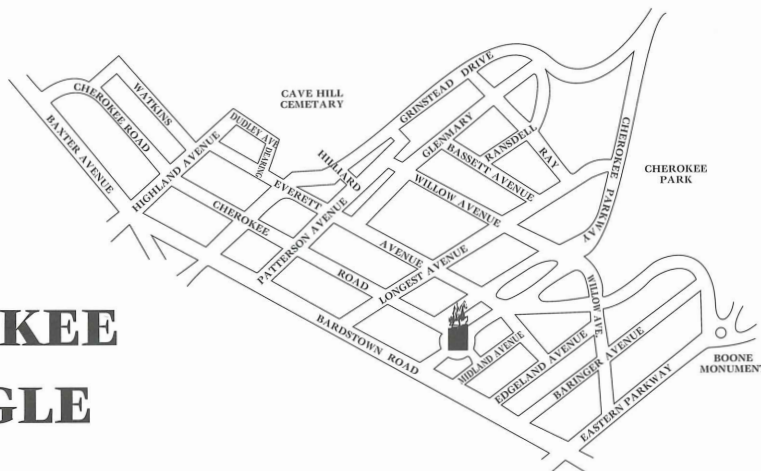 CAVE HILL
CEMETARY
GRINSTEAD DRIVE
WATKINS
CHEROKEE ROAD
BAXTER AVENUE
HIGHLAND AVENUE
DUDLEY AVE
DEARING
HILLIARD
EVERETT
GLENMARY
RANSDELL
BASSETT AVENUE
RAY
CHEROKEE PARKWAY
CHEROKEE
PARK
WILLOW AVENUE
CHEROKEE
ROAD
PATTERSON AVENUE
AVENUE
LONGEST AVENUE
BARDSTOWN ROAD
WILLOW AVE.
MIDLAND AVENUE
EDGELAND AVENUE
BARINGER AVENUE
EASTERN PARKWAY
BOONE
MONUMENT
KEE
GLE